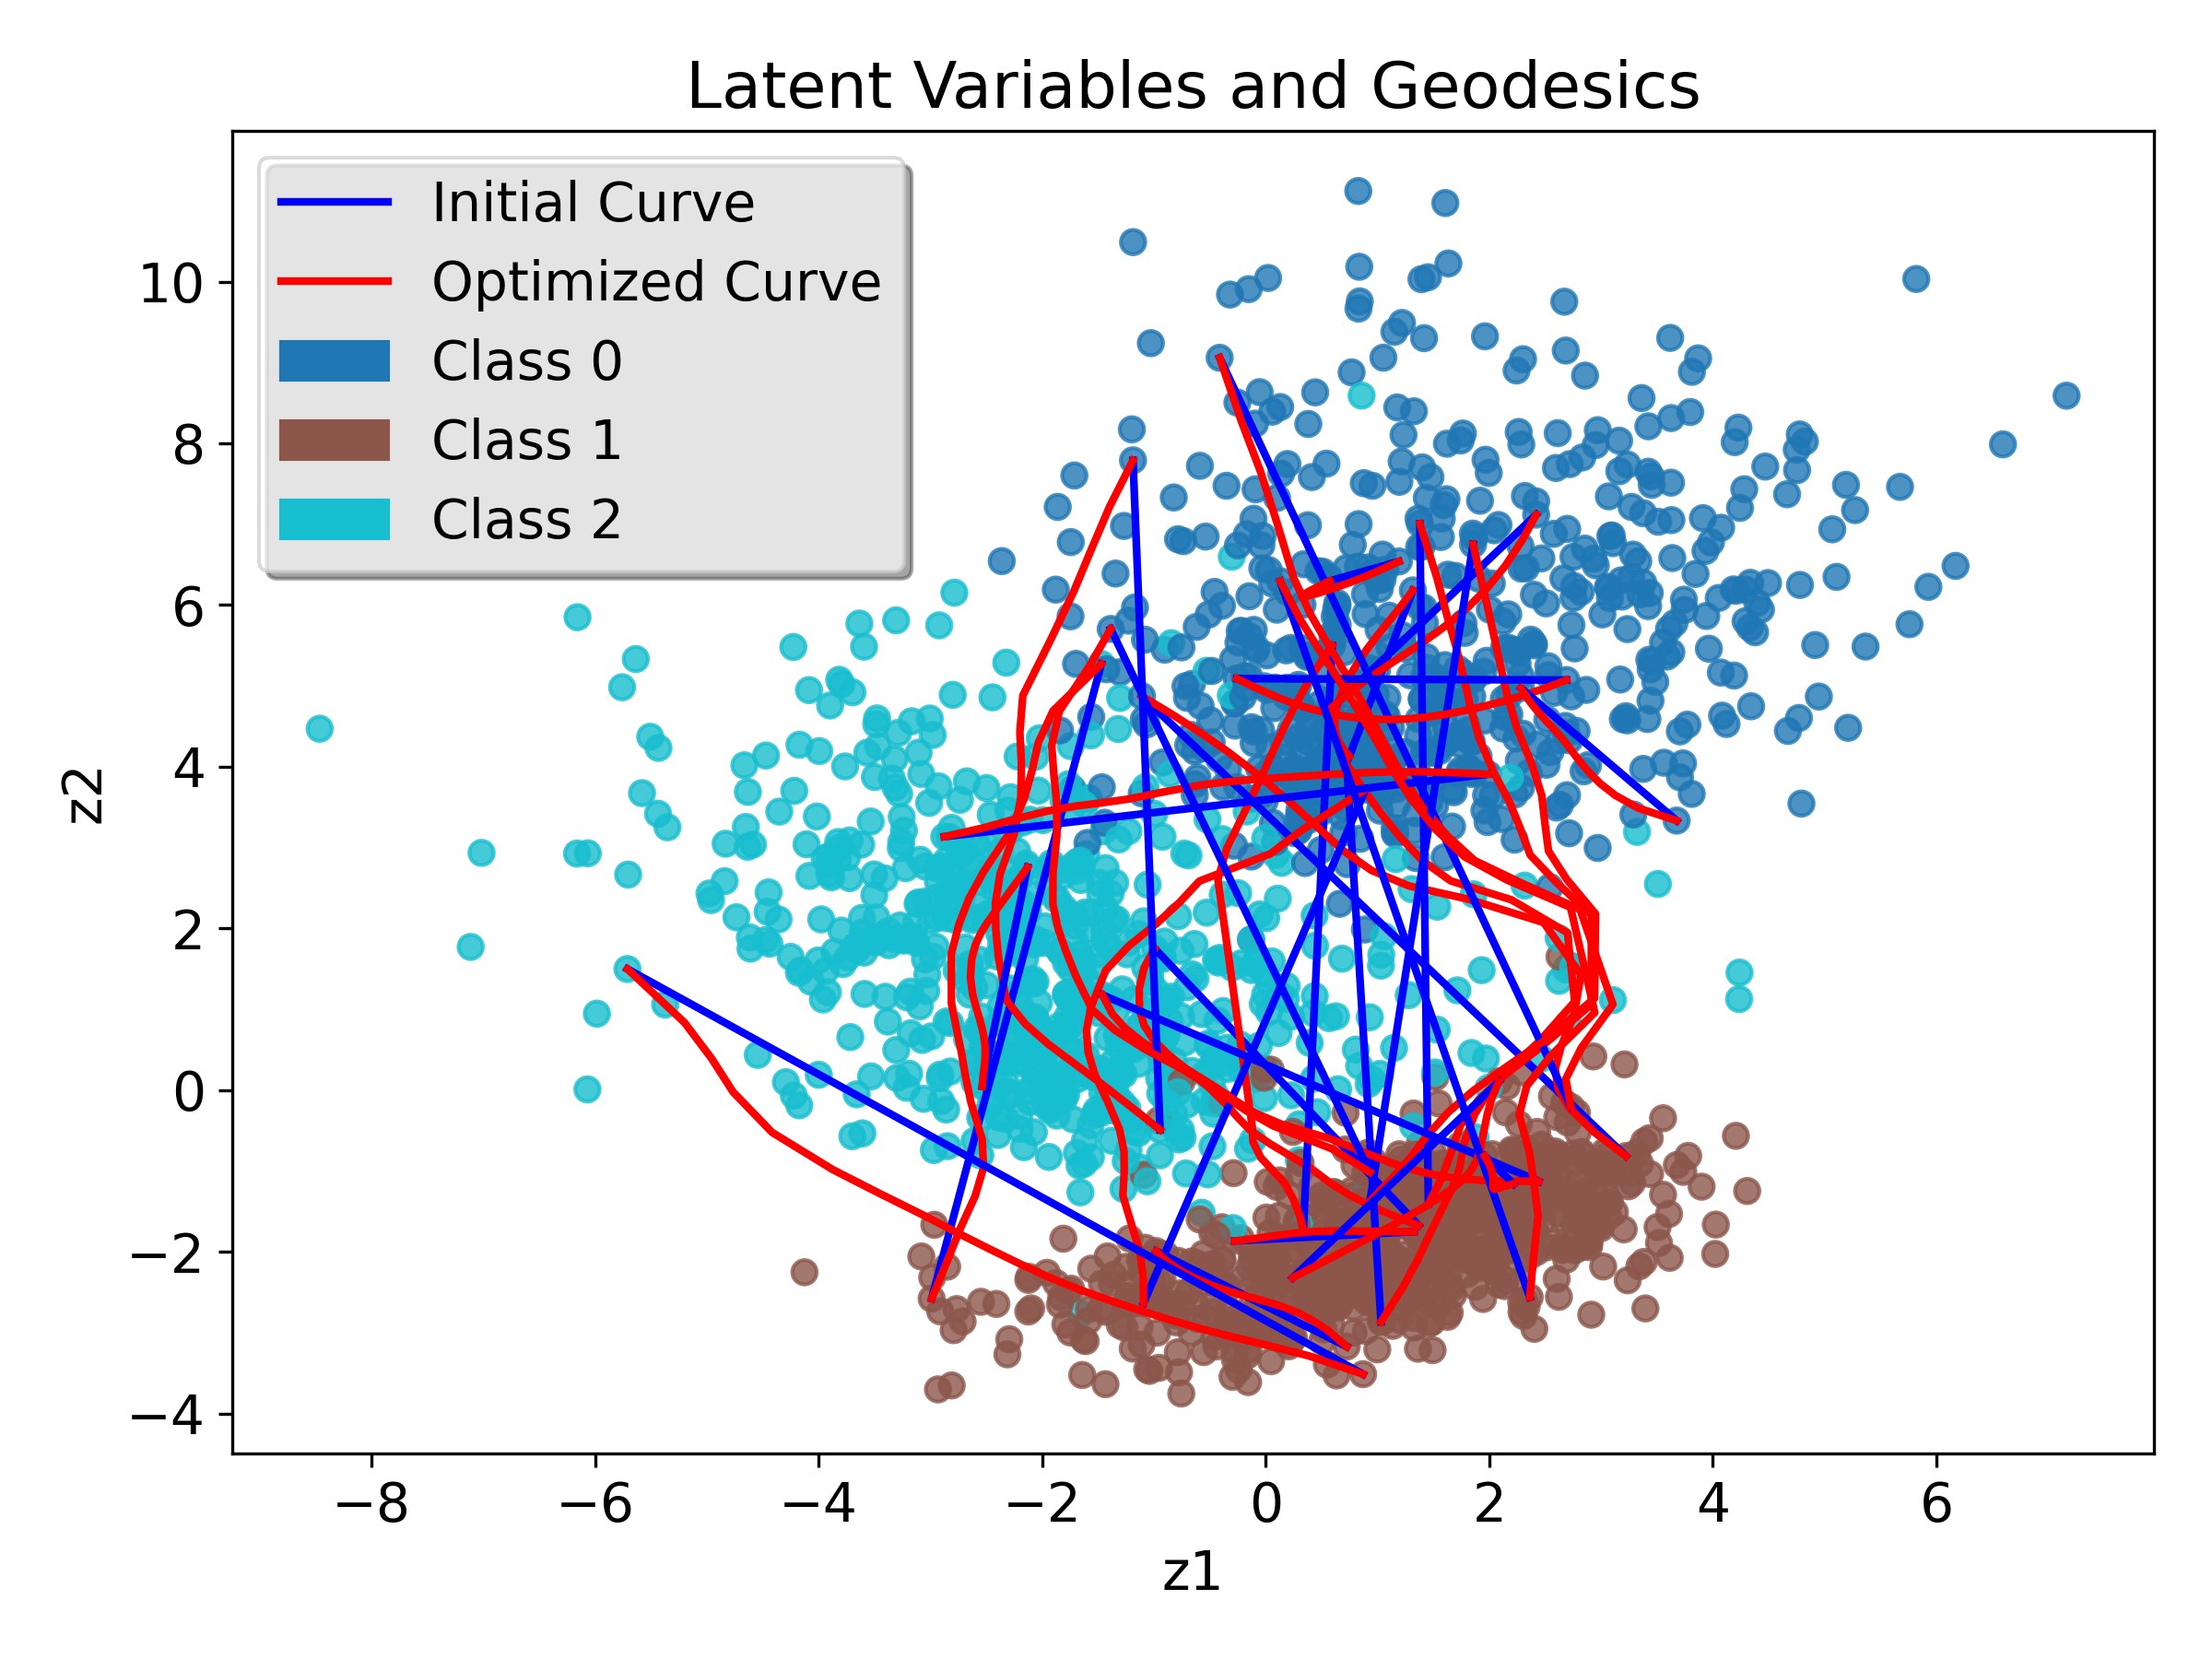 Latent Variables and Geodesics
Initial Curve
Optimized Curve
Class 0
Class 1
Class 2
10
8
6
4
2
0
−2
−4
z2
−8 −6 −4 −2 0 2 4 6
z1